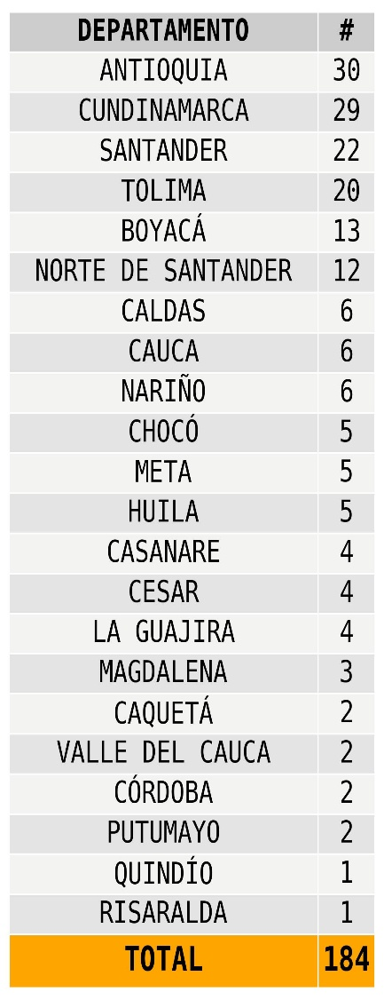 DEPARTAMENTO #
ANTIOQUIA 30
CUNDINAMARCA 29
SANTANDER 22
TOLIMA 20
BOYACÁ 13
NORTE DE SANTANDER 12
CALDAS 6
CAUCA 6
NARIÑO 6
CHOCÓ 5
META 5
HUILA 5
CASANARE 4
CESAR 4
LA GUAJIRA 4
MAGDALENA 3
CAQUETÁ 2
VALLE DEL CAUCA 2
CÓRDOBA 2
PUTUMAYO 2
QUINDÍO 1
RISARALDA 1
TOTAL 184